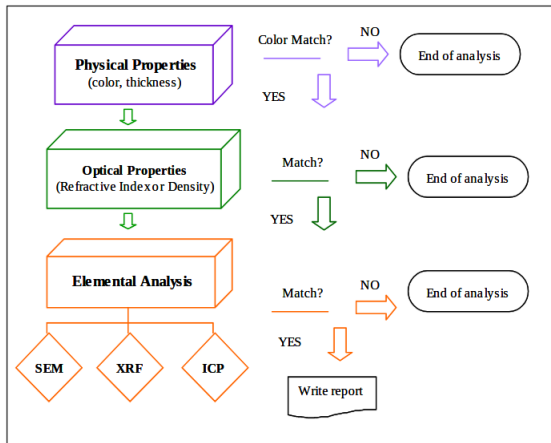 Physical Properties
(color, thickness)
Color Match?
NO
End of analysis
YES
Optical Properties
(Refractive Index or Density)
Match?
NO
End of analysis
YES
Elemental Analysis
Match?
NO
End of analysis
YES
SEM
XRF
ICP
Write report